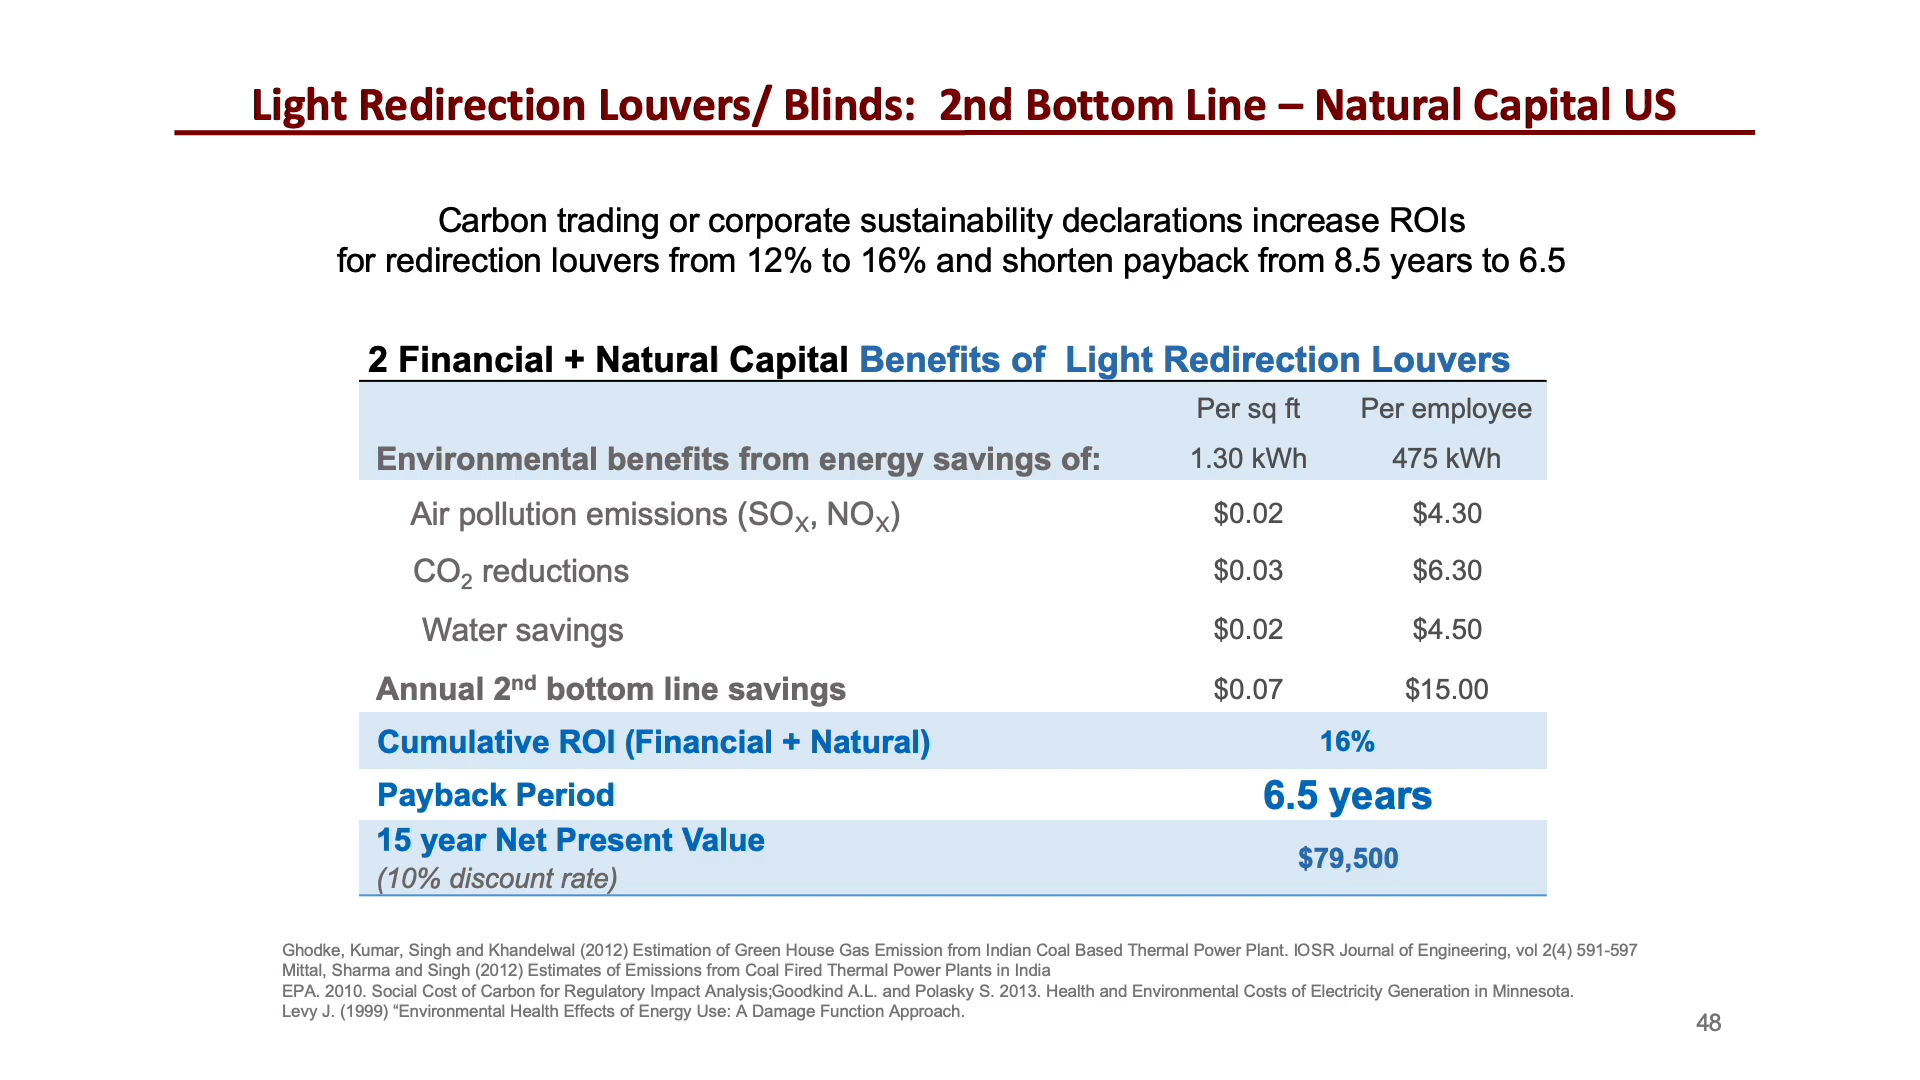 Light Redirection Louvers/ Blinds:  2nd Bottom Line – Natural Capital US
Carbon trading or corporate sustainability declarations increase ROIs
for redirection louvers from 12% to 16% and shorten payback from 8.5 years to 6.5
2 Financial + Natural Capital Benefits of  Light Redirection Louvers
Per sq ft Per employee
Environmental benefits from energy savings of: 1.30 kWh 475 kWh
Air pollution emissions (SOX, NOX) $0.02 $4.30
CO2 reductions $0.03 $6.30
Water savings $0.02 $4.50
Annual 2nd bottom line savings $0.07 $15.00
Cumulative ROI (Financial + Natural) 16%
Payback Period 6.5 years
15 year Net Present Value $79,500
(10% discount rate)
Ghodke, Kumar, Singh and Khandelwal (2012) Estimation of Green House Gas Emission from Indian Coal Based Thermal Power Plant. IOSR Journal of Engineering, vol 2(4) 591-597
Mittal, Sharma and Singh (2012) Estimates of Emissions from Coal Fired Thermal Power Plants in India
EPA. 2010. Social Cost of Carbon for Regulatory Impact Analysis;Goodkind A.L. and Polasky S. 2013. Health and Environmental Costs of Electricity Generation in Minnesota.
Levy J. (1999) “Environmental Health Effects of Energy Use: A Damage Function Approach.
48